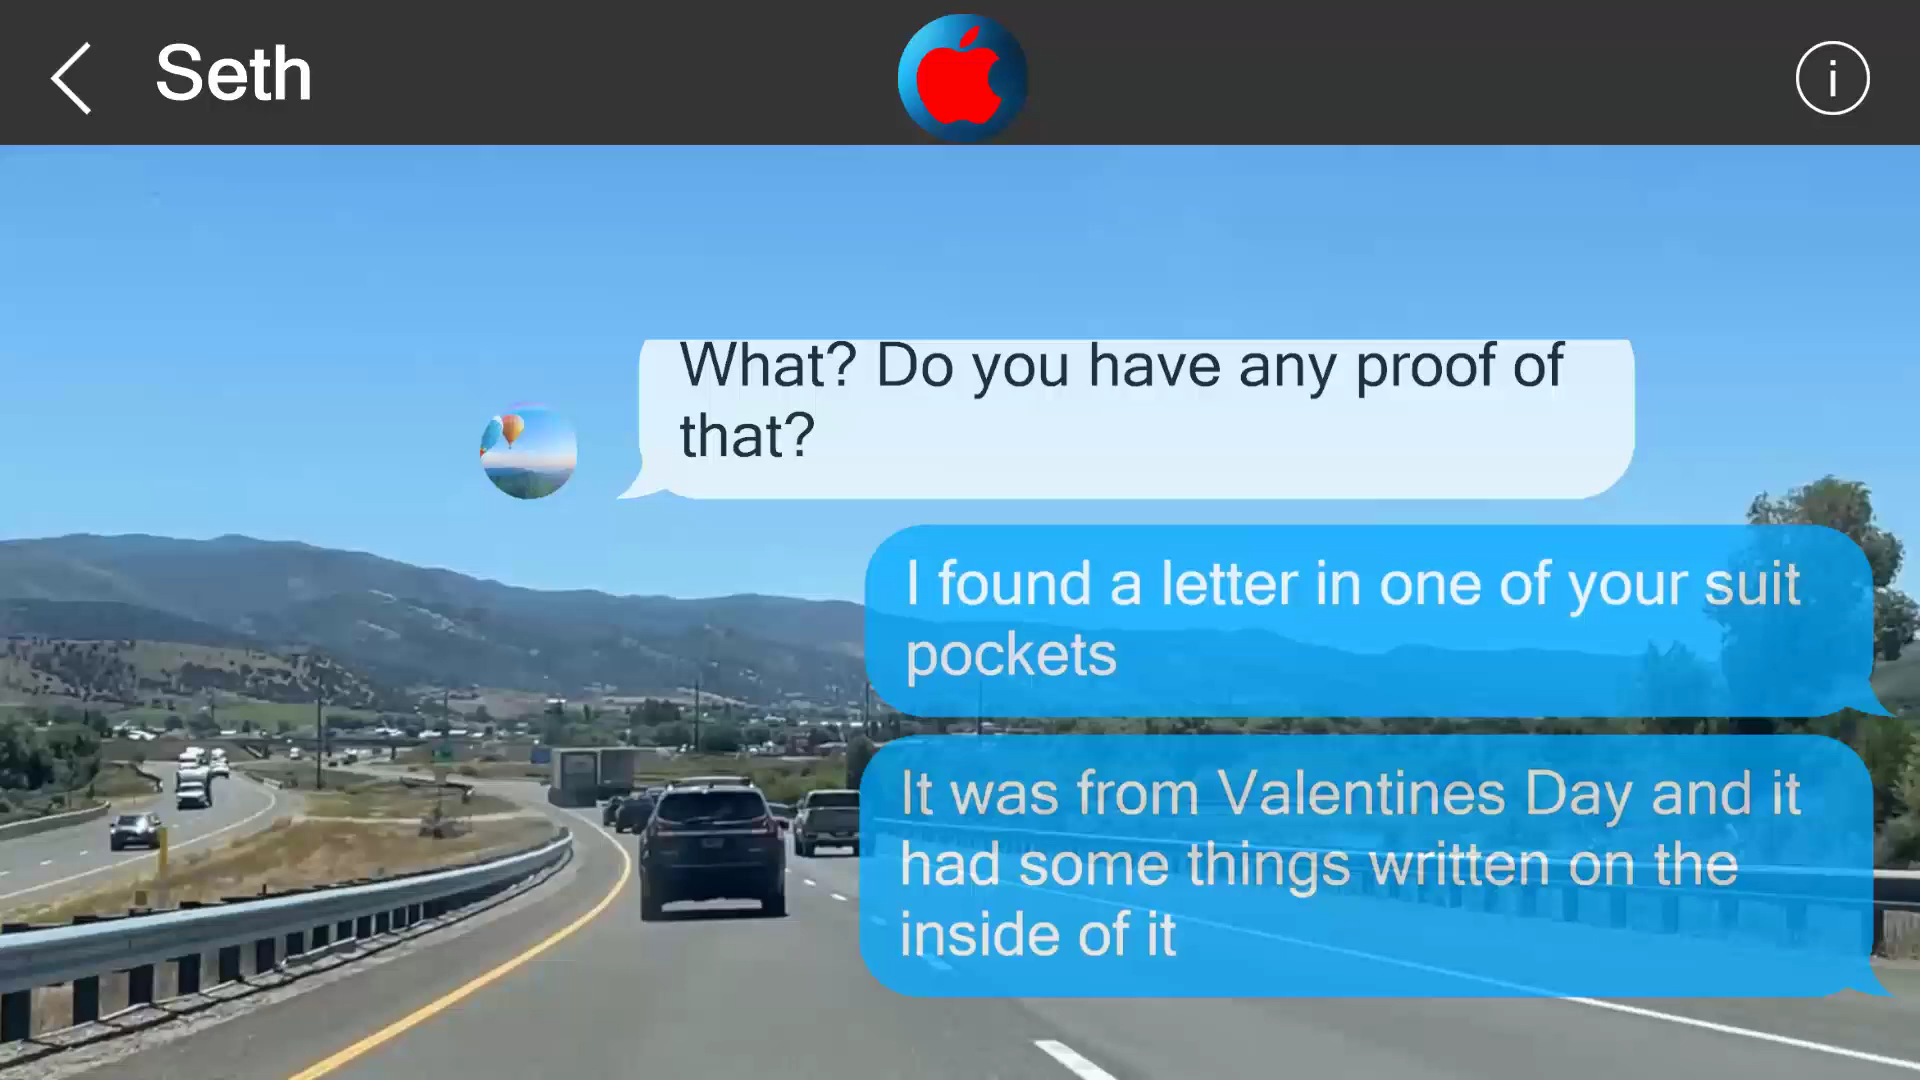 Seth
i
What? Do you have any proof of
that?
I found a letter in one of your suit
pockets
It was from Valentines Day and it
had some things written on the
inside of it